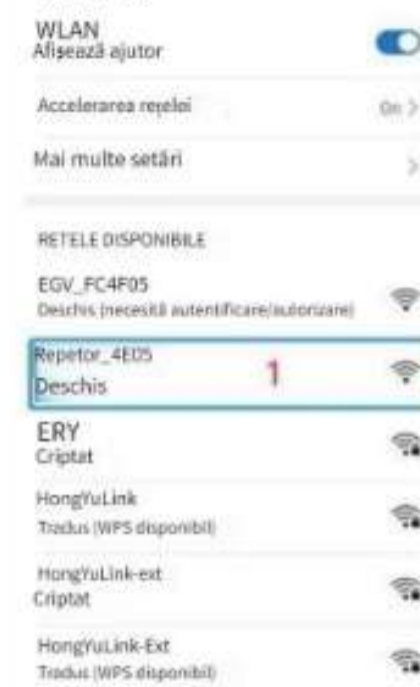 WLAN
Afișează ajutor
Accelerarea rețelei
On >
Mai multe setări
>
RETELE DISPONIBILE
EGV_FC4F05
Deschis (necesită autentificare/autorizare)
Repetor_4E05
Deschis
1
ERY
Criptat
HongYuLink
Tradus (WPS disponibil)
HongYuLink-ext
Criptat
HongYuLink-Ext
Tradus (WPS disponibil)